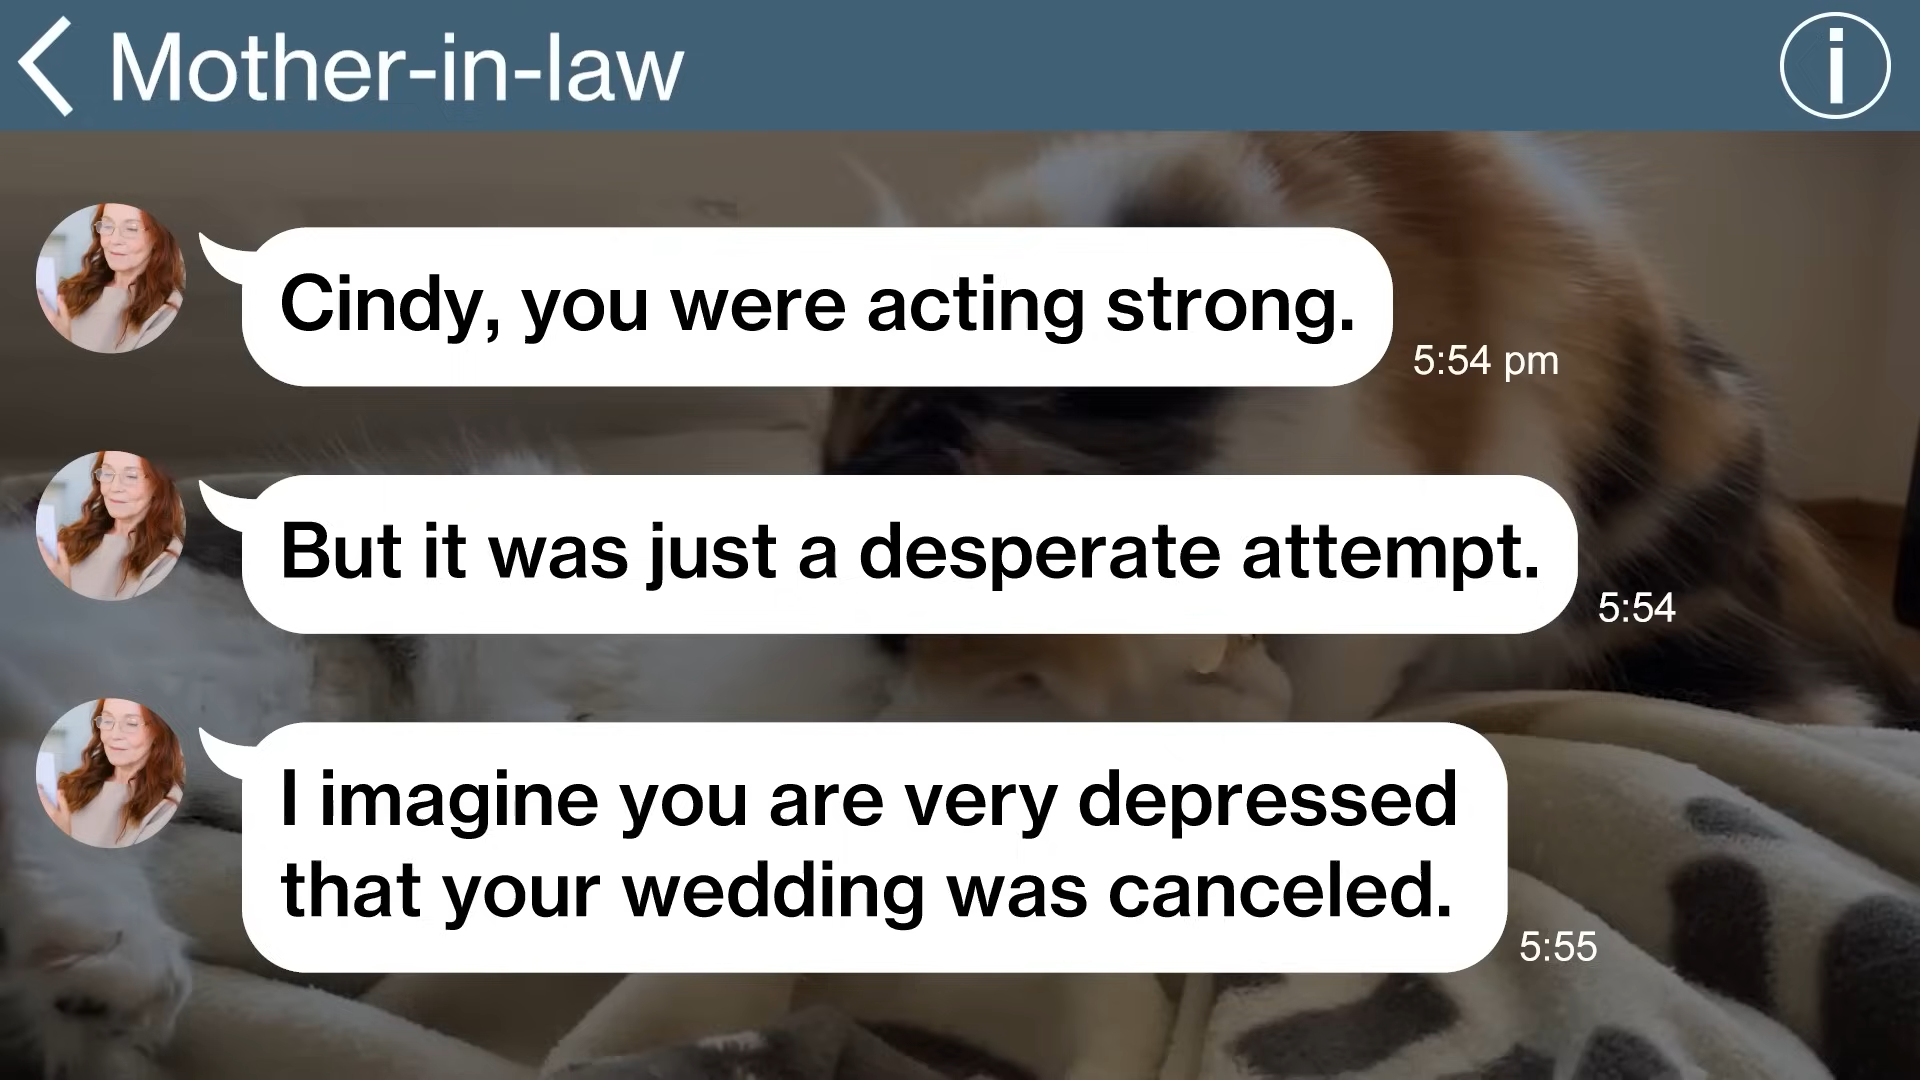 Mother-in-law
Cindy, you were acting strong.
5:54 pm
But it was just a desperate attempt.
5:54
I imagine you are very depressed
that your wedding was canceled.
5:55